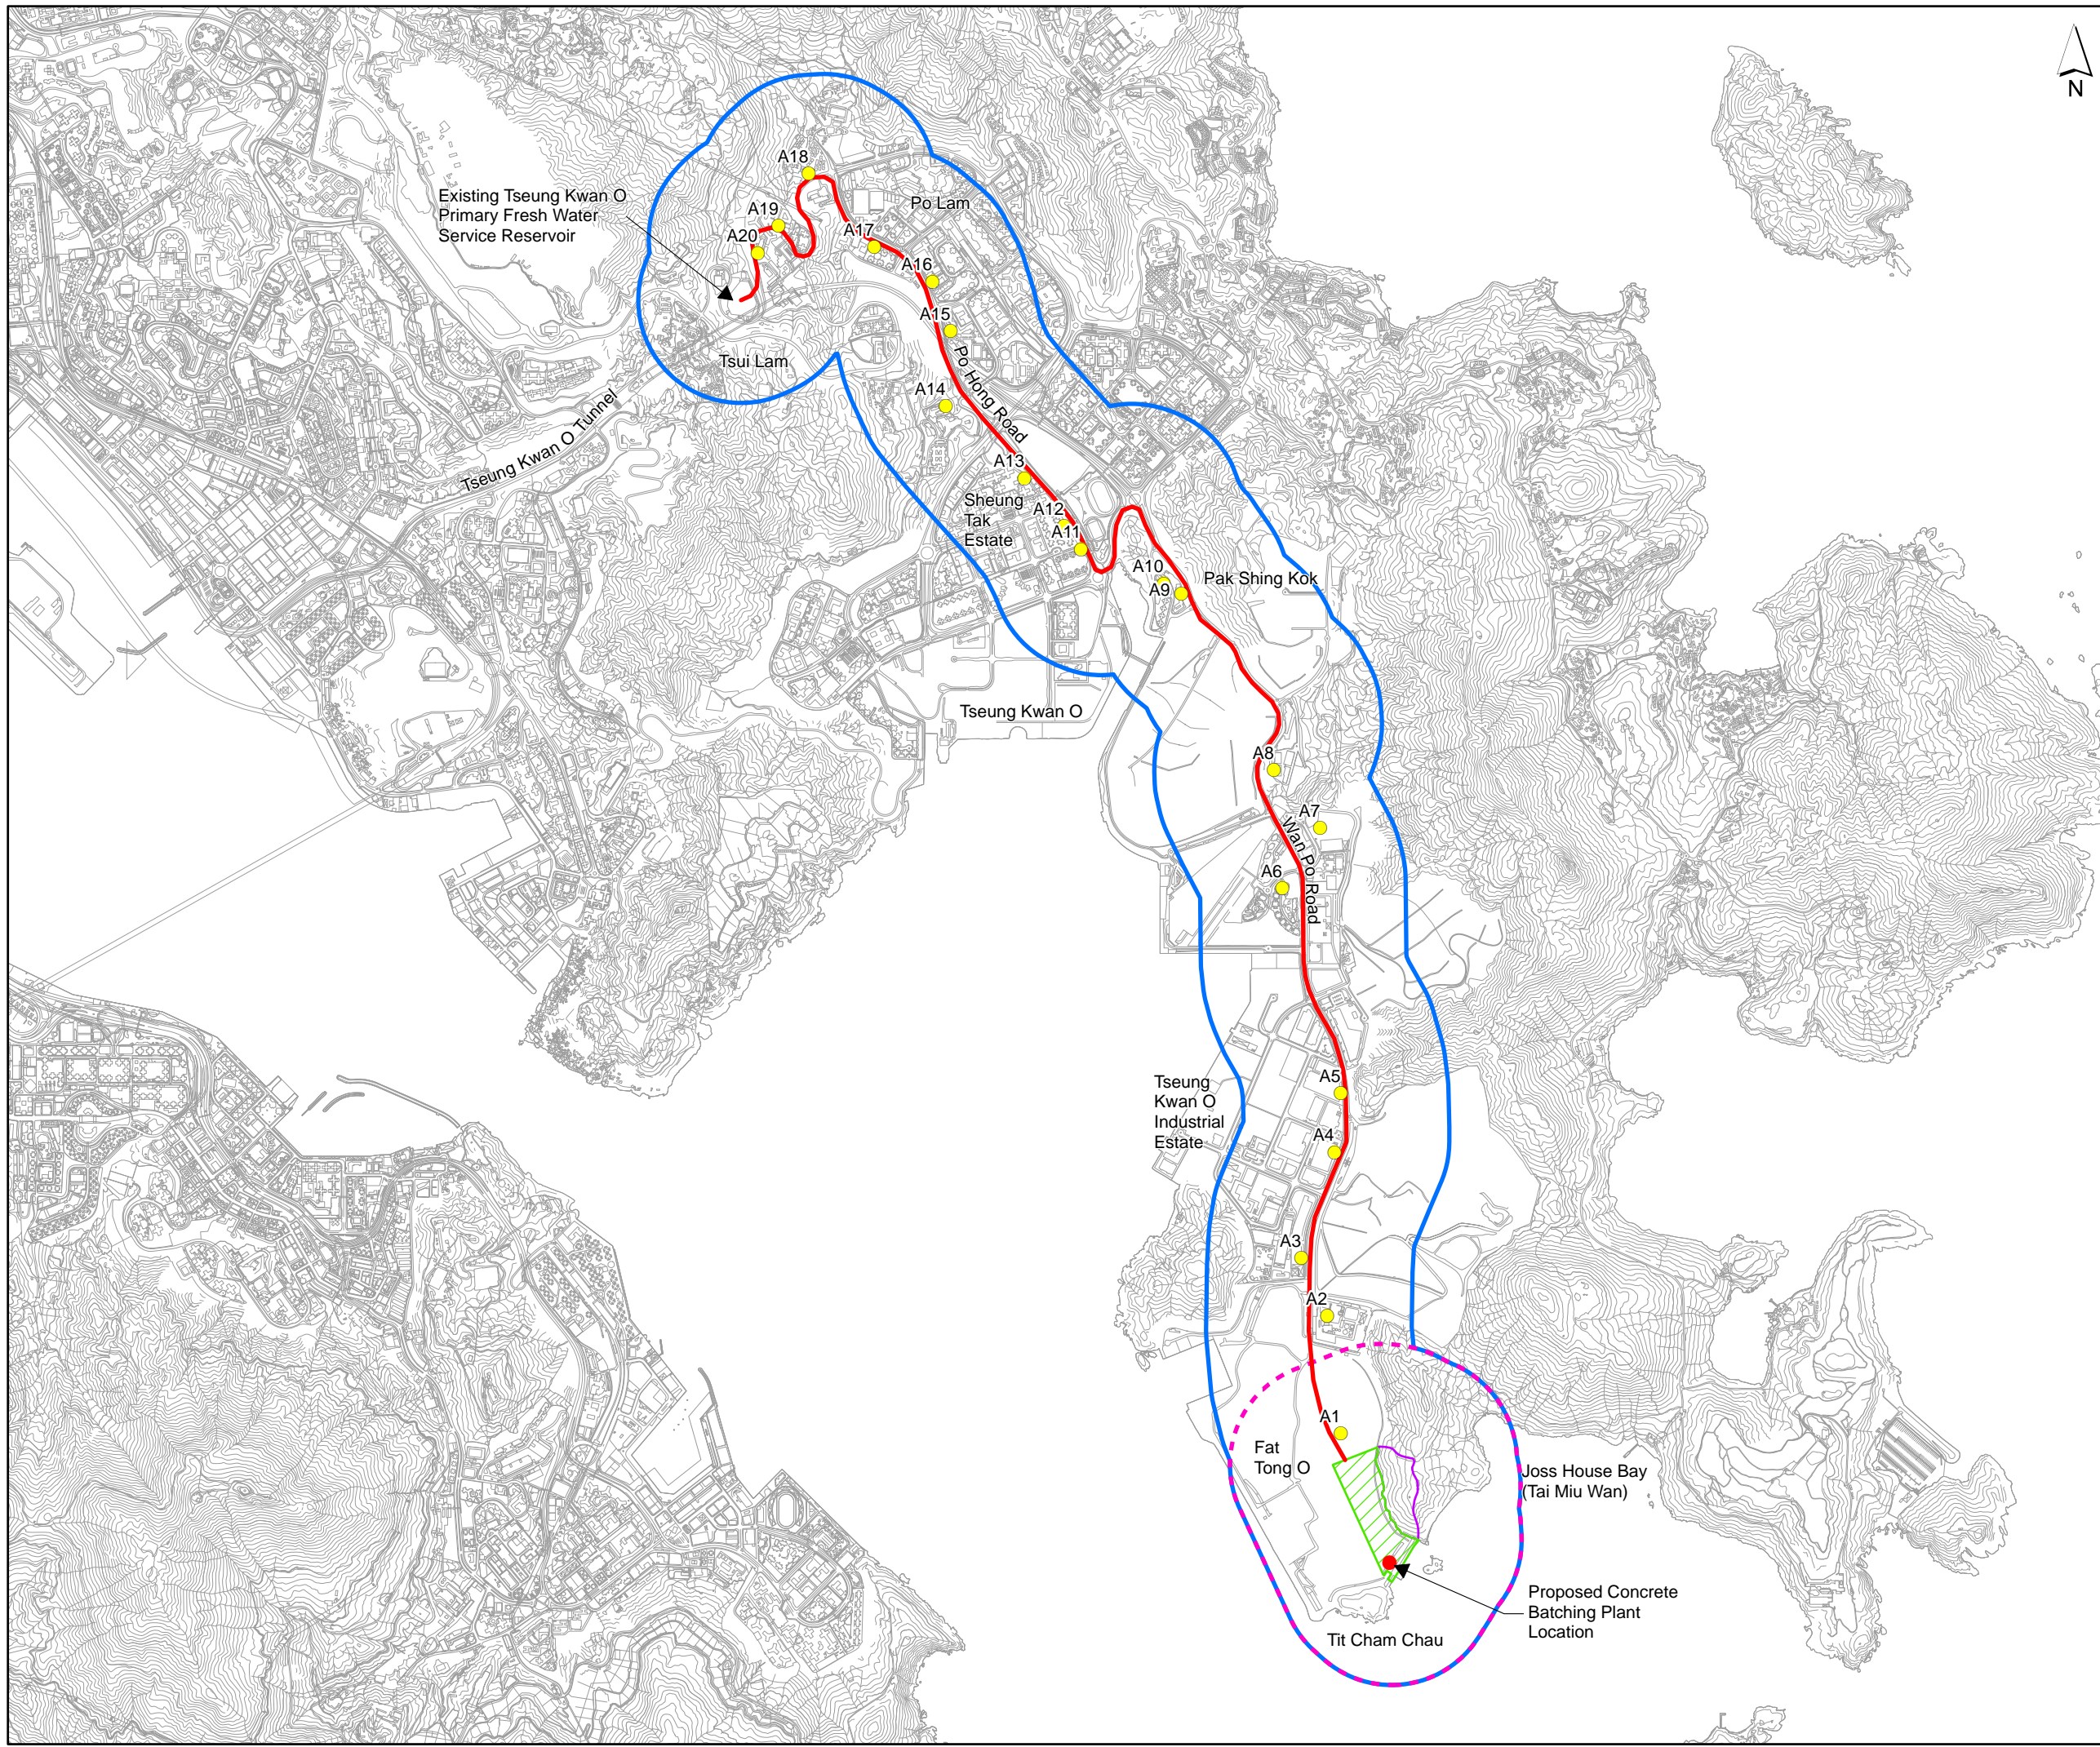 N
A18
Existing Tseung Kwan O
Primary Fresh Water
Service Reservoir
Po Lam
A19
A20
A17
A16
A15
Tsui Lam
Po Hong Road
A14
Tseung Kwan O Tunnel
A13
Sheung
Tak
Estate
A12
A11
A10
A9
Pak Shing Kok
Tseung Kwan O
A8
A7
Wan Po Road
A6
A5
Tseung
Kwan O
Industrial
Estate
A4
A3
A2
A1
Fat
Tong O
Joss House Bay
(Tai Miu Wan)
Proposed Concrete
Batching Plant
Location
Tit Cham Chau